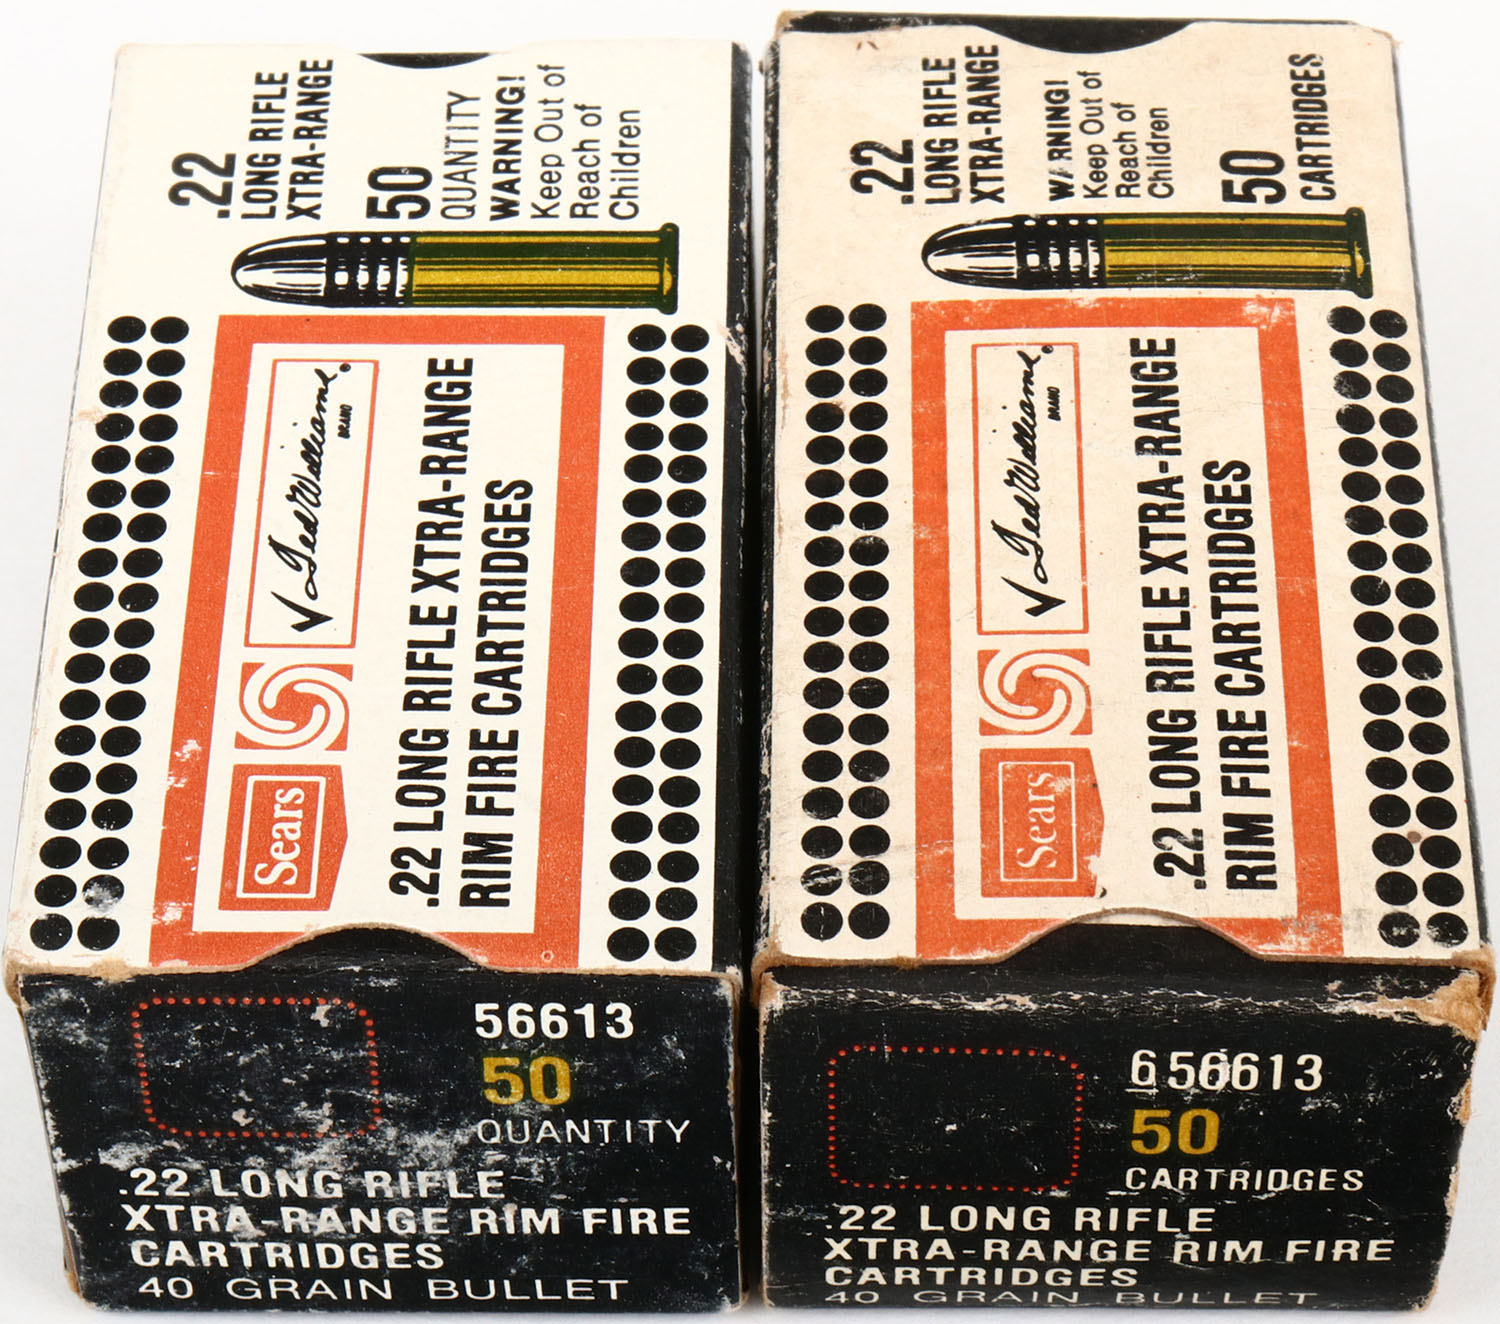 .22
LONG RIFLE
XTRA-RANGE
50
QUANTITY
WARNING!
Keep Out of
Reach of
Children
Sears
Ted Williams
BRAND
.22 LONG RIFLE XTRA-RANGE
RIM FIRE CARTRIDGES
56613
50
QUANTITY
.22 LONG RIFLE
XTRA-RANGE RIM FIRE
CARTRIDGES
40 GRAIN BULLET
.22
LONG RIFLE
XTRA-RANGE
WARNING!
Keep Out of
Reach of
Children
50
CARTRIDGES
Sears
Ted Williams
BRAND
.22 LONG RIFLE XTRA-RANGE
RIM FIRE CARTRIDGES
6 56613
50
CARTRIDGES
.22 LONG RIFLE
XTRA-RANGE RIM FIRE
CARTRIDGES
40 GRAIN BULLET